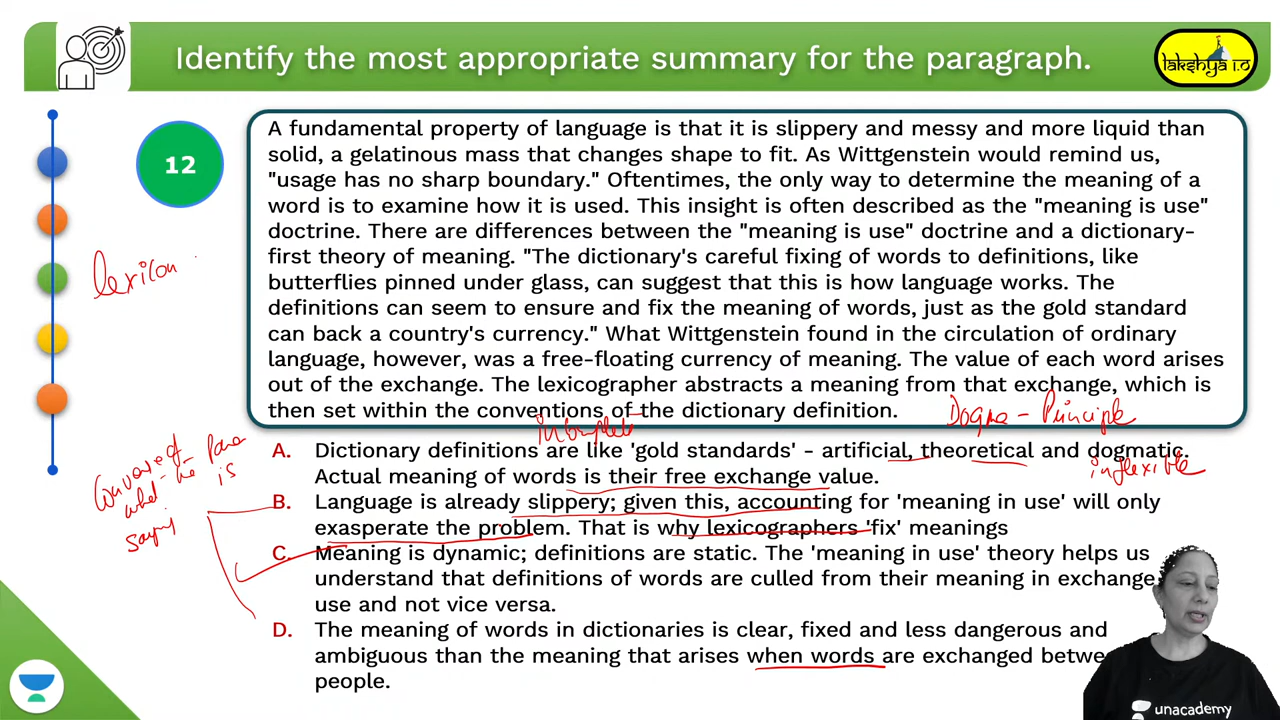 Identify the most appropriate summary for the paragraph.
lakshya i.o
12
A fundamental property of language is that it is slippery and messy and more liquid than
solid, a gelatinous mass that changes shape to fit. As Wittgenstein would remind us,
"usage has no sharp boundary." Oftentimes, the only way to determine the meaning of a
word is to examine how it is used. This insight is often described as the "meaning is use"
doctrine. There are differences between the "meaning is use" doctrine and a dictionary-
first theory of meaning. "The dictionary's careful fixing of words to definitions, like
butterflies pinned under glass, can suggest that this is how language works. The
definitions can seem to ensure and fix the meaning of words, just as the gold standard
can back a country's currency." What Wittgenstein found in the circulation of ordinary
language, however, was a free-floating currency of meaning. The value of each word arises
out of the exchange. The lexicographer abstracts a meaning from that exchange, which is
then set within the conventions of the dictionary definition.
lexicon
Dogma - Principle
incomplete
A. Dictionary definitions are like 'gold standards' - artificial, theoretical and dogmatic.
inflexible
Actual meaning of words is their free exchange value.
B. Language is already slippery; given this, accounting for 'meaning in use' will only
exasperate the problem. That is why lexicographers 'fix' meanings
C. Meaning is dynamic; definitions are static. The 'meaning in use' theory helps us
understand that definitions of words are culled from their meaning in exchange
use and not vice versa.
D. The meaning of words in dictionaries is clear, fixed and less dangerous and
ambiguous than the meaning that arises when words are exchanged betwe
people.
Converse of
what the Para
is
saying
unacademy